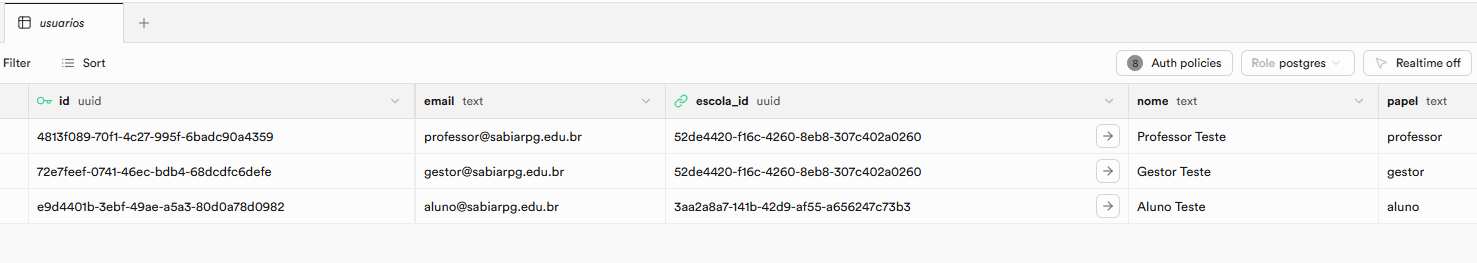 usuarios
Filter Sort 8 Auth policies Role postgres Realtime off
id uuid email text escola_id uuid nome text papel text
4813f089-70f1-4c27-995f-6badc90a4359 professor@sabiarpg.edu.br 52de4420-f16c-4260-8eb8-307c402a0260 Professor Teste professor
72e7feef-0741-46ec-bdb4-68dcdfc6defe gestor@sabiarpg.edu.br 52de4420-f16c-4260-8eb8-307c402a0260 Gestor Teste gestor
e9d4401b-3ebf-49ae-a5a3-80d0a78d0982 aluno@sabiarpg.edu.br 3aa2a8a7-141b-42d9-af55-a656247c73b3 Aluno Teste aluno